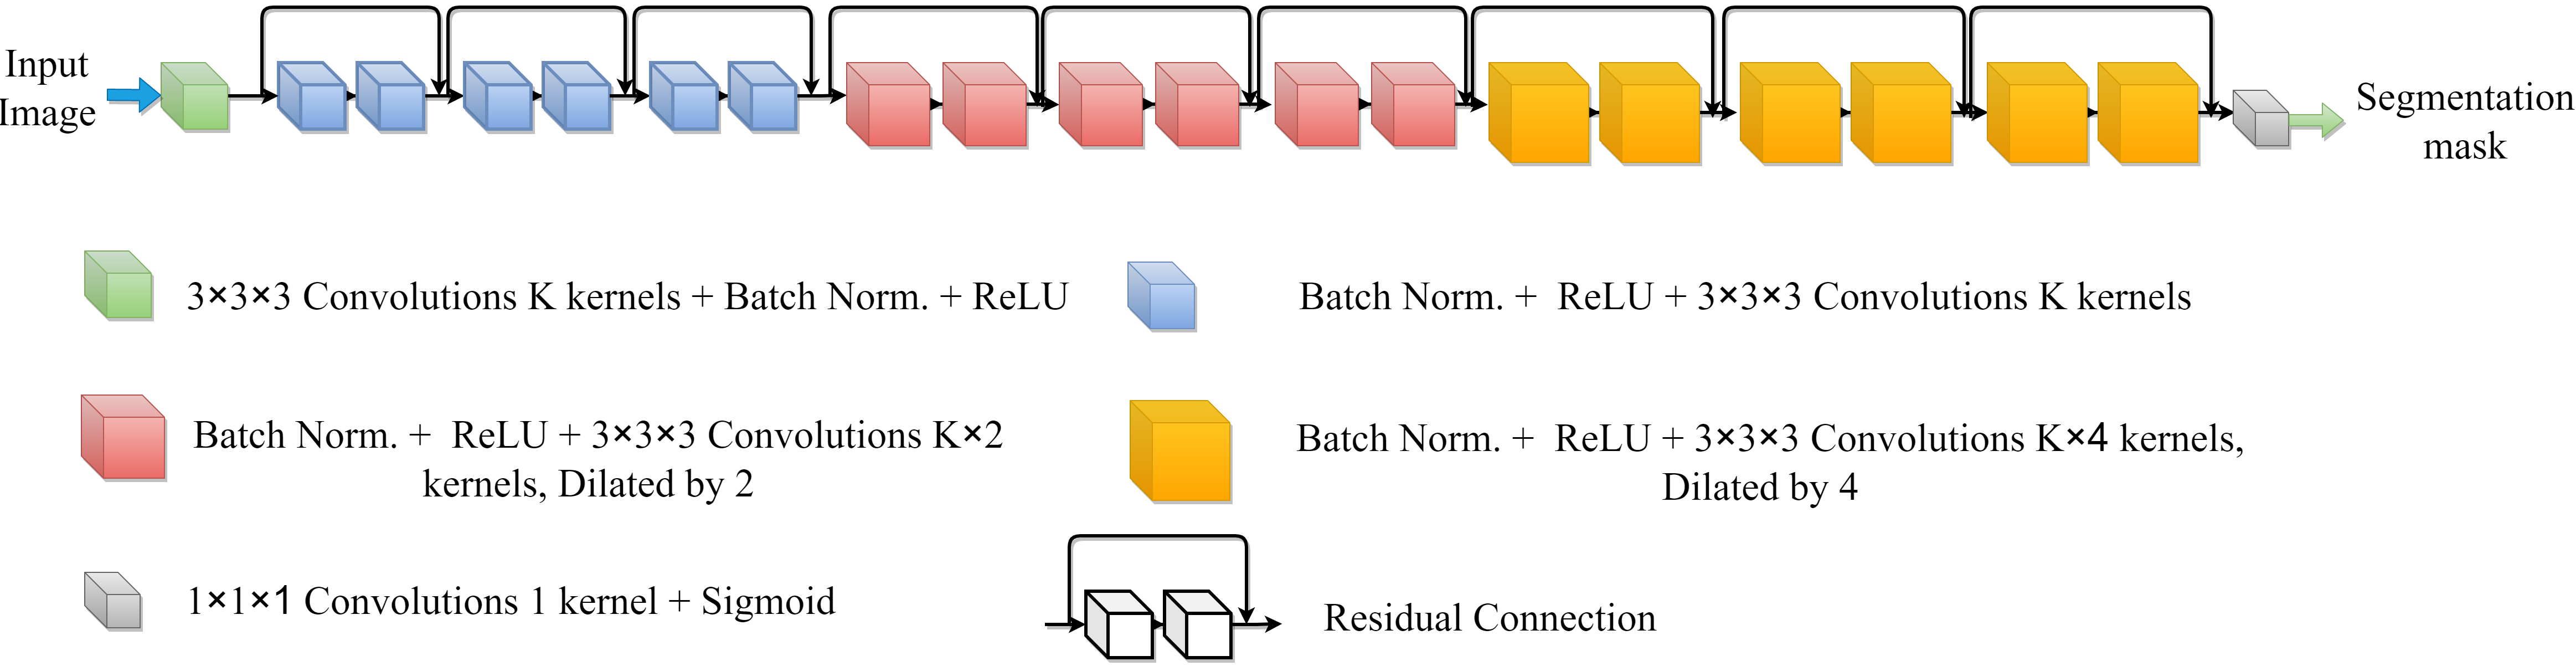 Input
Image
Segmentation
mask
3×3×3 Convolutions K kernels + Batch Norm. + ReLU
Batch Norm. + ReLU + 3×3×3 Convolutions K kernels
Batch Norm. + ReLU + 3×3×3 Convolutions K×2
kernels, Dilated by 2
Batch Norm. + ReLU + 3×3×3 Convolutions K×4 kernels,
Dilated by 4
1×1×1 Convolutions 1 kernel + Sigmoid
Residual Connection